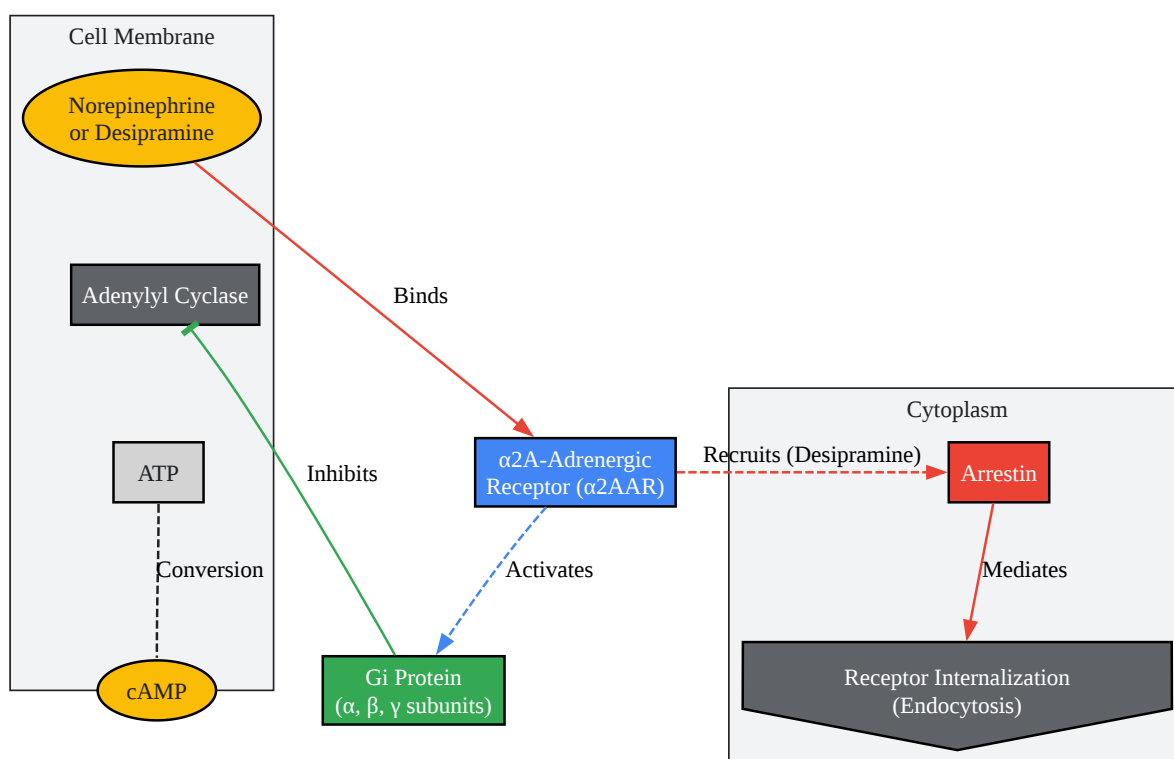 Cell Membrane
Norepinephrine
or Desipramine
Adenylyl Cyclase
Binds
Cytoplasm
α2A-Adrenergic
Receptor (α2AAR)
Recruits (Desipramine)
Arrestin
ATP
Inhibits
Conversion
Activates
Mediates
cAMP
Gi Protein
(α, β, γ subunits)
Receptor Internalization
(Endocytosis)